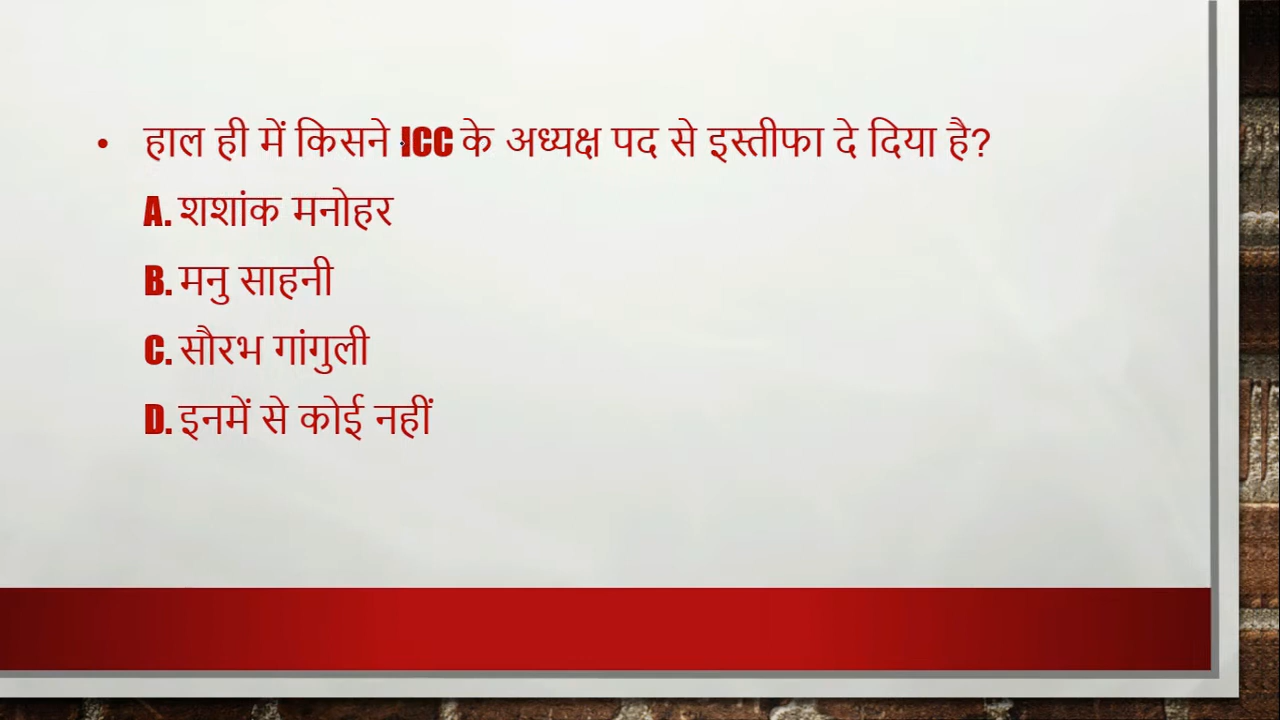 • हाल ही में किसने ICC के अध्यक्ष पद से इस्तीफा दे दिया है?
A. शशांक मनोहर
B. मनु साहनी
C. सौरभ गांगुली
D. इनमें से कोई नहीं